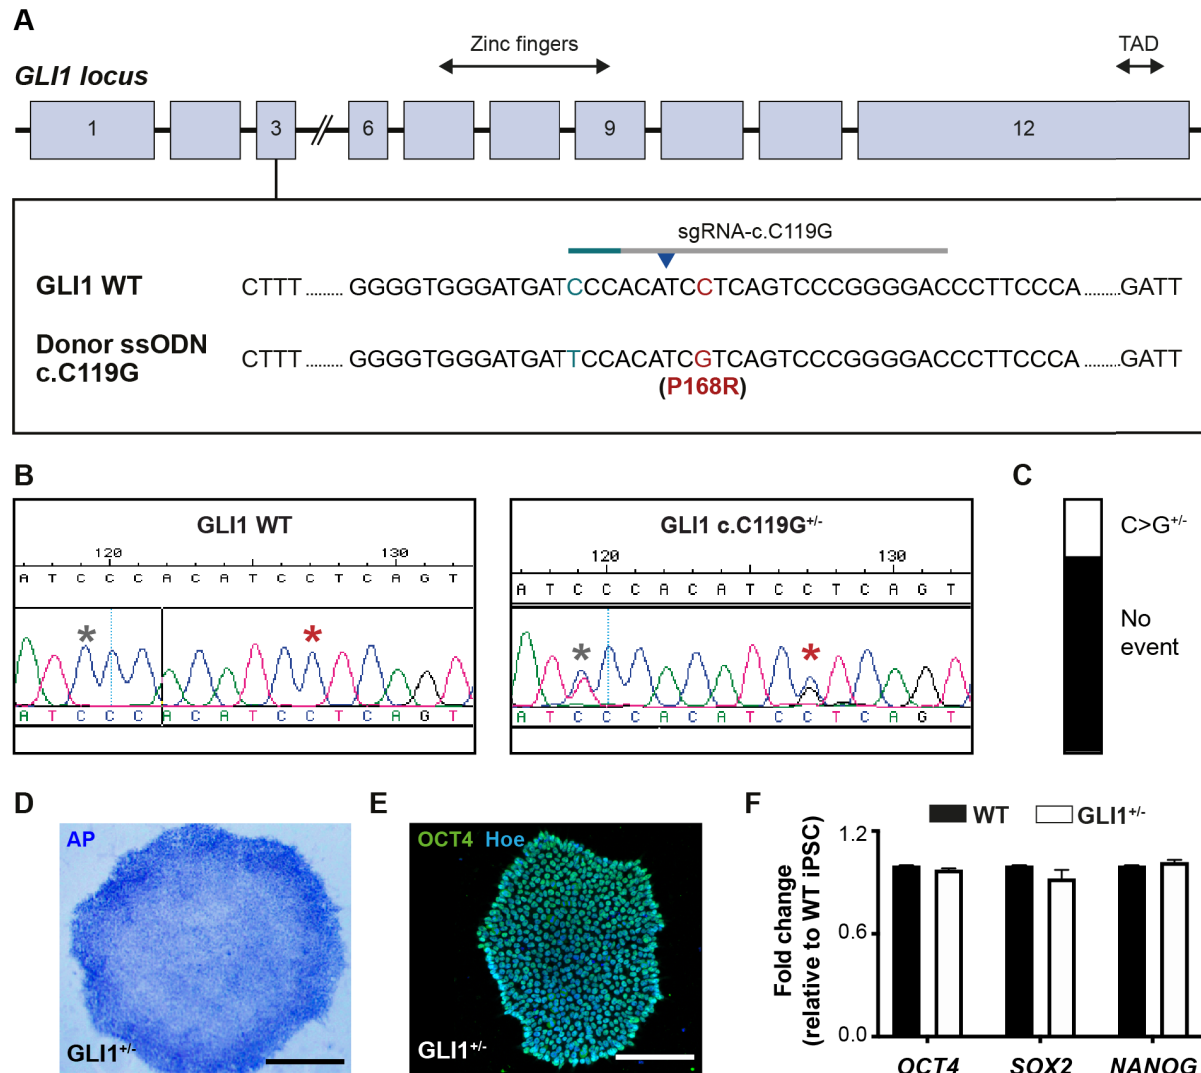 A
Zinc fingers
TAD
GLI1 locus
1
3
6
9
12
sgRNA-c.C119G
GLI1 WT
CTTT ........ GGGGTGGGATGATCCCACATCCTCAGTCCCGGGGACCCTTCCCA ........GATT
Donor ssODN
c.C119G
CTTT ........ GGGGTGGGATGATTCCACATCGTCAGTCCCGGGGACCCTTCCCA ........GATT
(P168R)
B
GLI1 WT
120 130
A T C C C A C A T C C T C A G T
* *
A T C C C A C A T C C T C A G T
GLI1 c.C119G+/-
120 130
A T C C C A C A T C C T C A G T
* *
A T C C C A C A T C C T C A G T
C
C>G+/-
No
event
D
AP
GLI1+/-
E
OCT4 Hoe
GLI1+/-
F
WT GLI1+/-
Fold change
(relative to WT iPSC)
1.2
0.6
0.0
OCT4 SOX2 NANOG